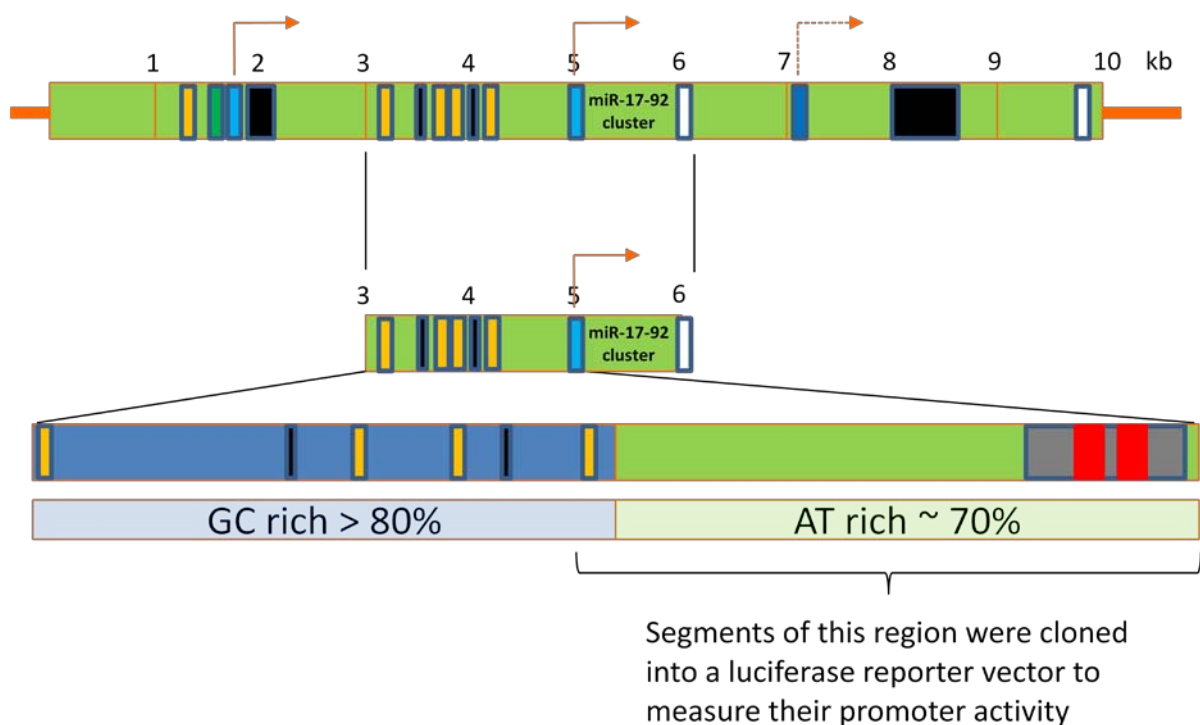 1 2 3 4 5 6 7 8 9 10 kb
miR-17-92
cluster
3 4 5 6
miR-17-92
cluster
GC rich > 80% AT rich ~ 70%
Segments of this region were cloned
into a luciferase reporter vector to
measure their promoter activity